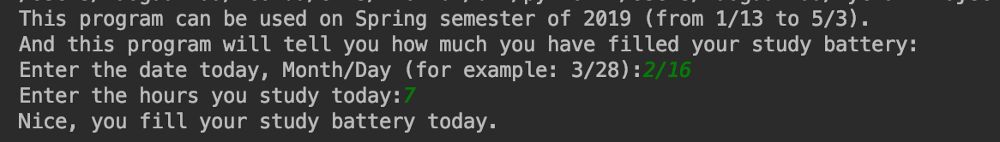 This program can be used on Spring semester of 2019 (from 1/13 to 5/3).
And this program will tell you how much you have filled your study battery:
Enter the date today, Month/Day (for example: 3/28):2/16
Enter the hours you study today:7
Nice, you fill your study battery today.